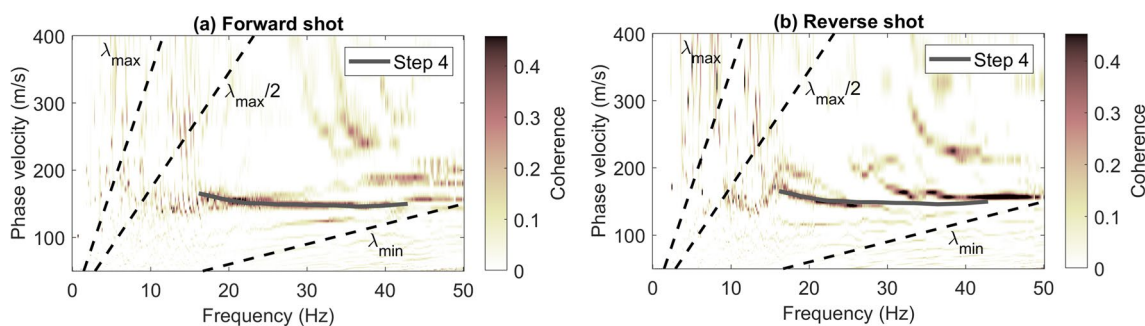 (a) Forward shot
400
300
200
100
Phase velocity (m/s)
λmax
λmax/2
λmin
Step 4
0 10 20 30 40 50
Frequency (Hz)
0.4
0.3
0.2
0.1
0
Coherence
(b) Reverse shot
400
300
200
100
Phase velocity (m/s)
λmax
λmax/2
λmin
Step 4
0 10 20 30 40 50
Frequency (Hz)
0.4
0.3
0.2
0.1
0
Coherence